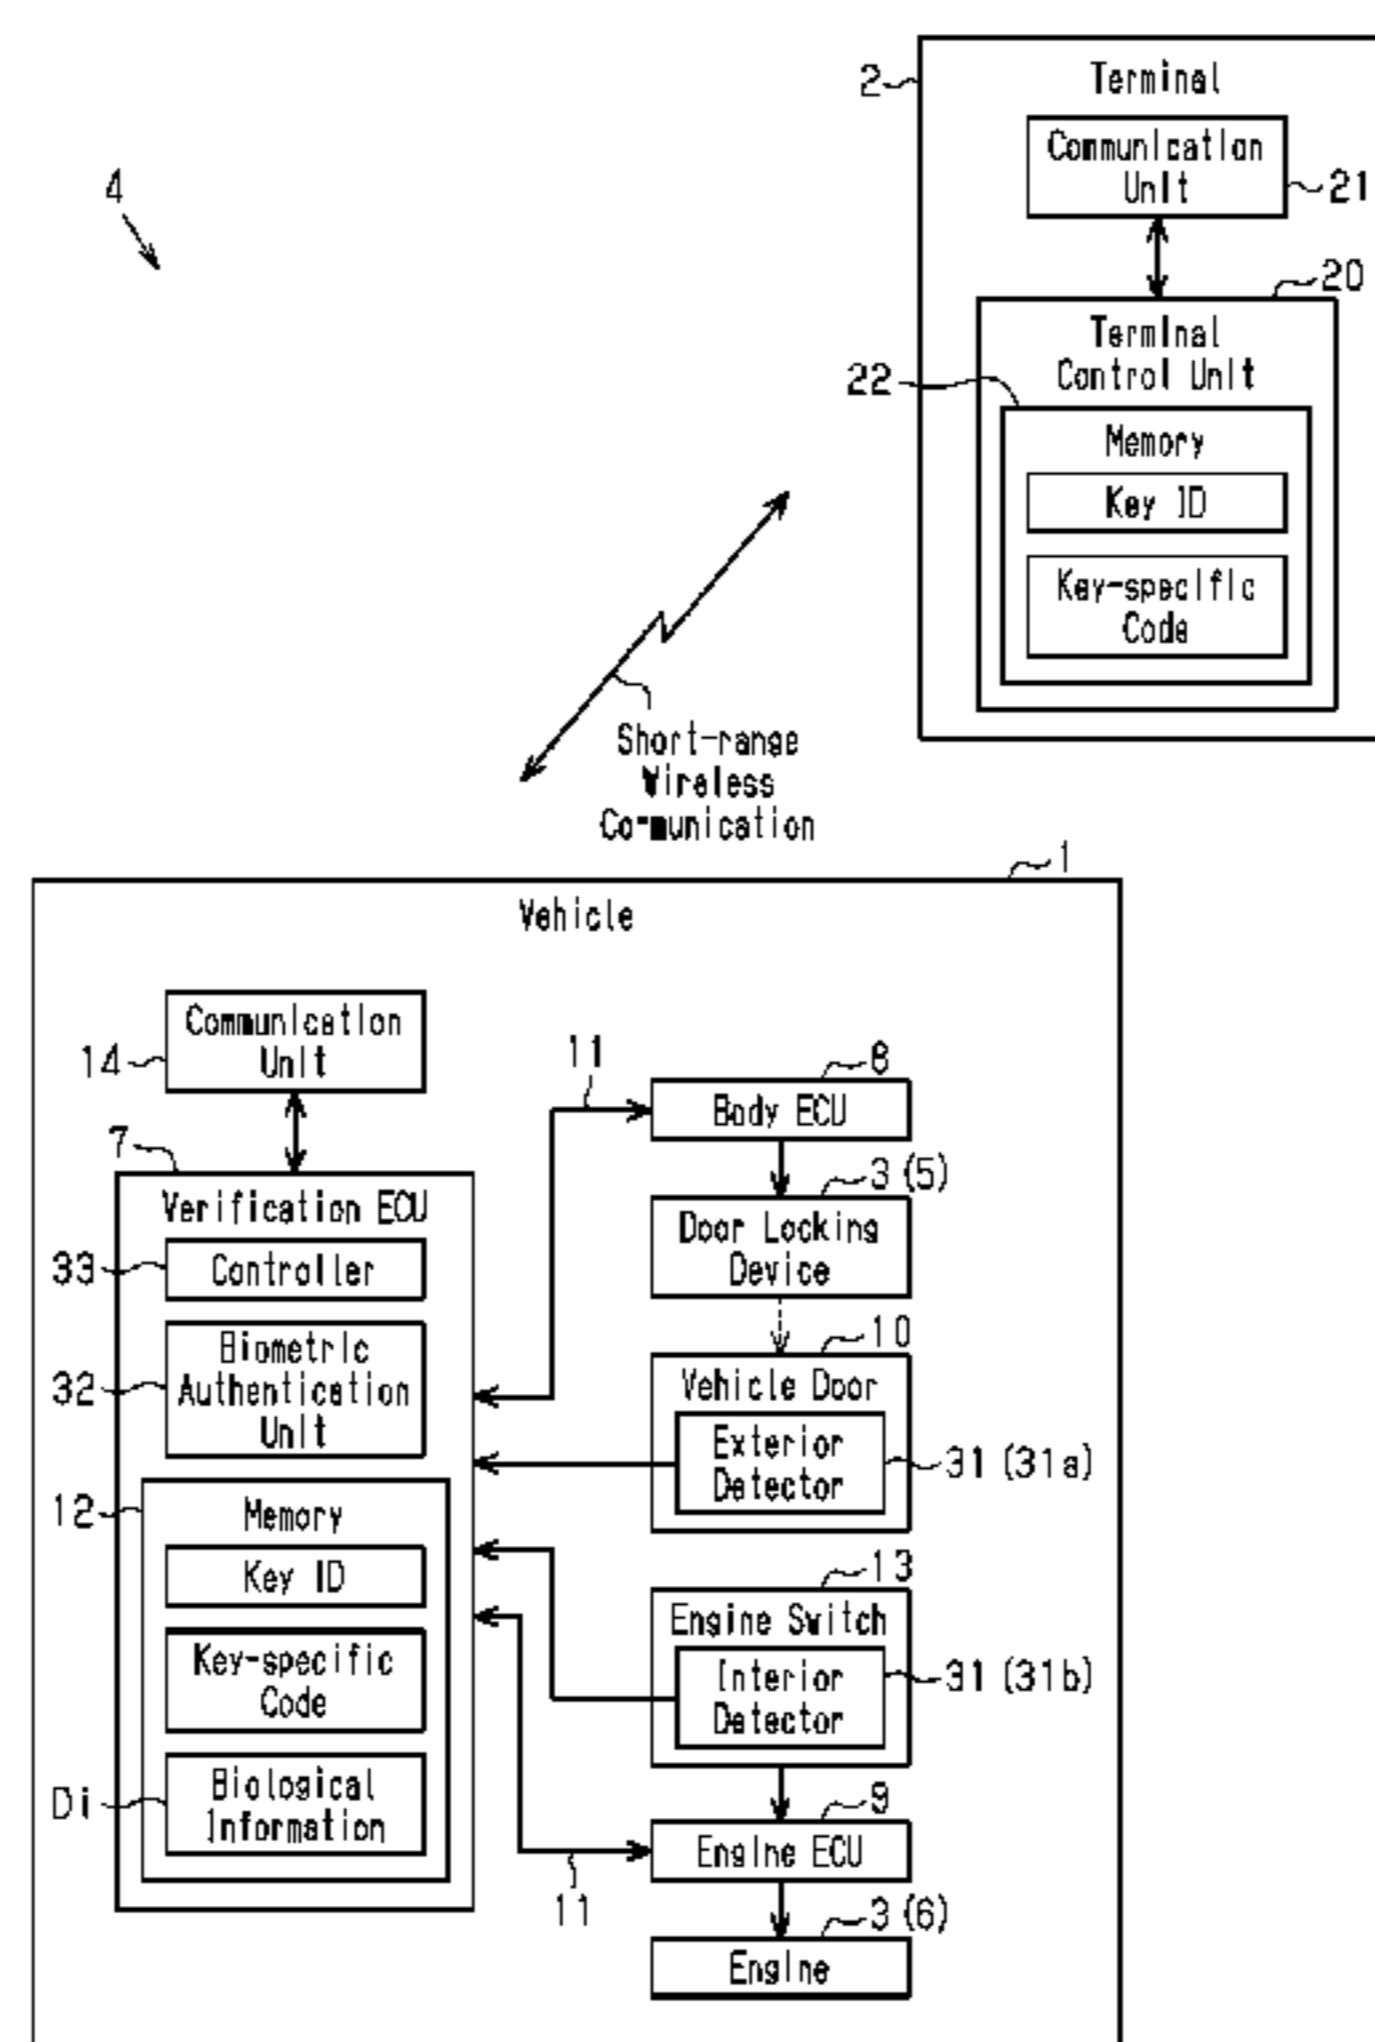 2
Terminal
Communication
Unit
21
4
20
Terminal
Control Unit
22
Memory
Key ID
Key-specific
Code
Short-range
Wireless
Communication
1
Vehicle
Communication
Unit
14
11
8
Body ECU
7
3 (5)
Verification ECU
Door Locking
Device
33
Controller
10
Biometric
Authentication
Unit
32
Vehicle Door
Exterior
Detector
31 (31a)
12
Memory
Key ID
13
Engine Switch
Key-specific
Code
Interior
Detector
31 (31b)
Di
Biological
Information
9
Engine ECU
11
3 (6)
Engine